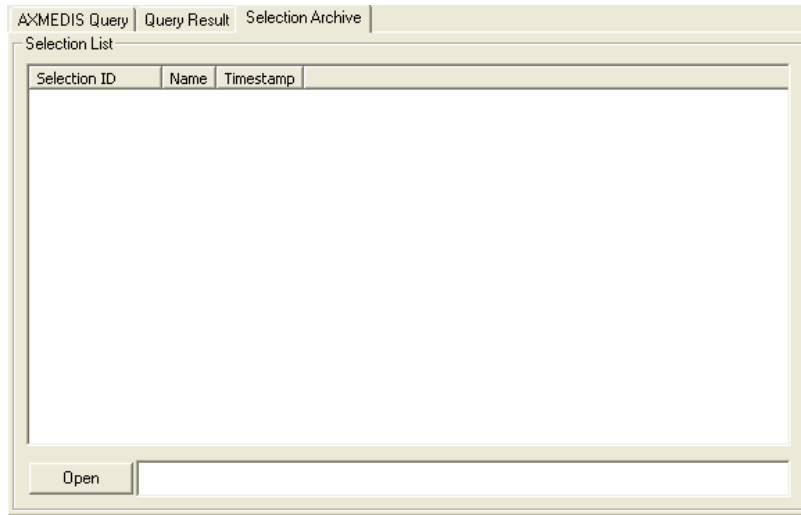 AXMEDIS Query Query Result Selection Archive
Selection List
Selection ID Name Timestamp
Open